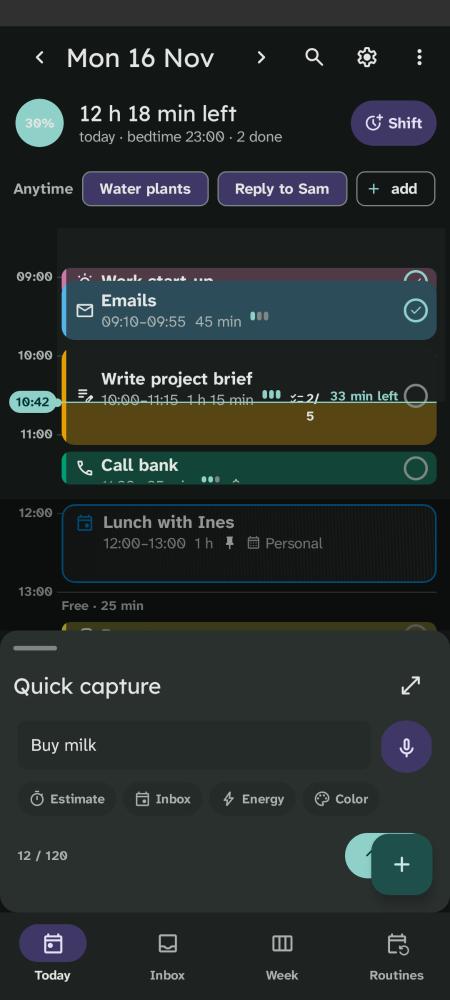 Mon 16 Nov
30%
12 h 18 min left
today · bedtime 23:00 · 2 done
Shift
Anytime
Water plants
Reply to Sam
+ add
09:00
Work start-up
Emails
09:10–09:55 45 min
10:00
Write project brief
10:00–11:15 1 h 15 min
2/
5
33 min left
10:42
11:00
Call bank
12:00
Lunch with Ines
12:00–13:00 1 h
Personal
13:00
Free · 25 min
Quick capture
Buy milk
Estimate
Inbox
Energy
Color
12 / 120
Today
Inbox
Week
Routines